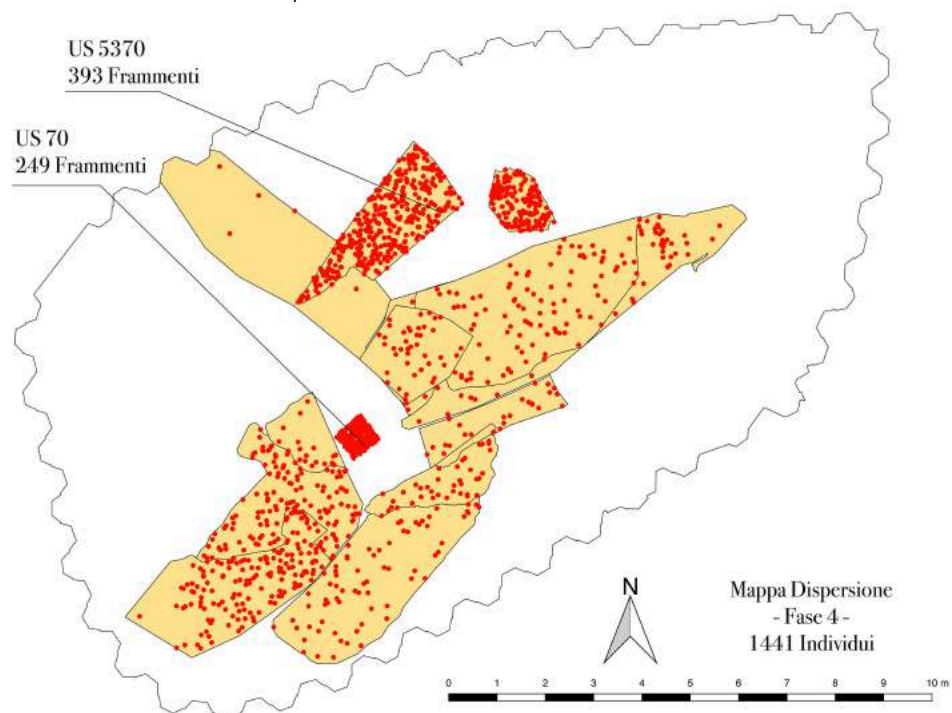 US 5370
393 Frammenti
US 70
249 Frammenti
N
Mappa Dispersione
- Fase 4 -
1441 Individui
0 1 2 3 4 5 6 7 8 9 10 m